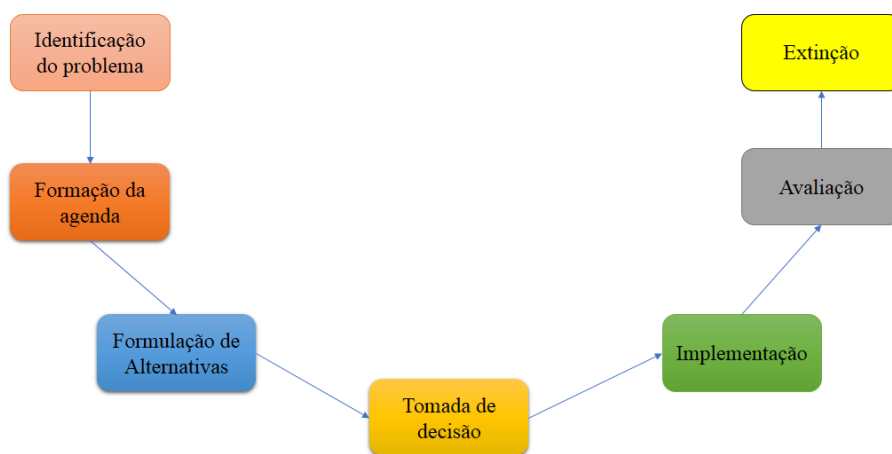 Identificação
do problema
Formação da
agenda
Formulação de
Alternativas
Tomada de
decisão
Implementação
Avaliação
Extinção